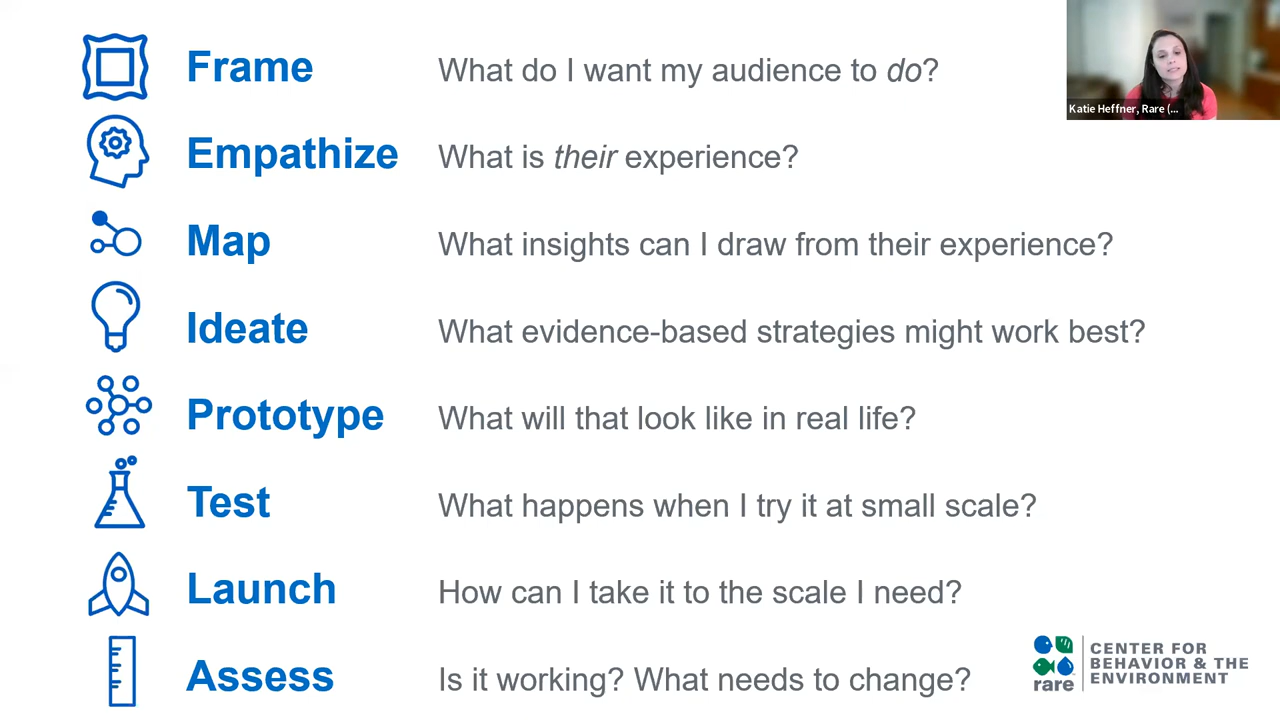 Frame What do I want my audience to do?
Empathize What is their experience?
Map What insights can I draw from their experience?
Ideate What evidence-based strategies might work best?
Prototype What will that look like in real life?
Test What happens when I try it at small scale?
Launch How can I take it to the scale I need?
Assess Is it working? What needs to change?
Katie Heffner, Rare (...
rare
CENTER FOR
BEHAVIOR & THE
ENVIRONMENT